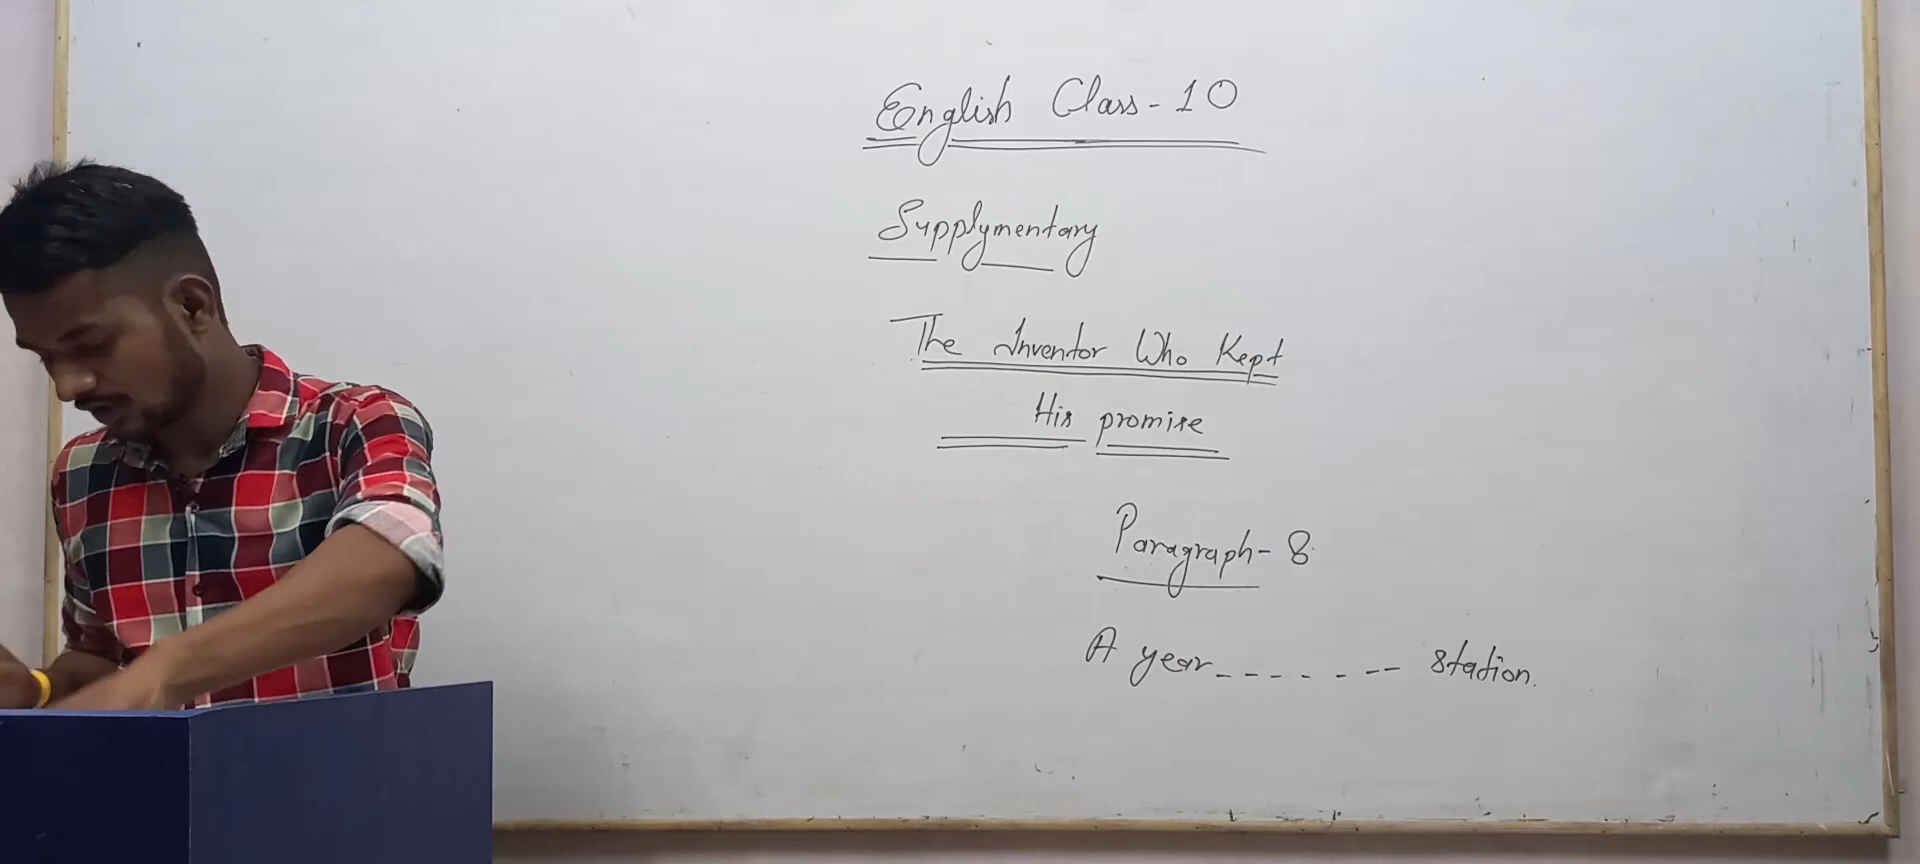 English Class-10
Supplymentary
The Inventor Who Kept
His promise
Paragraph-8
A year------- station.